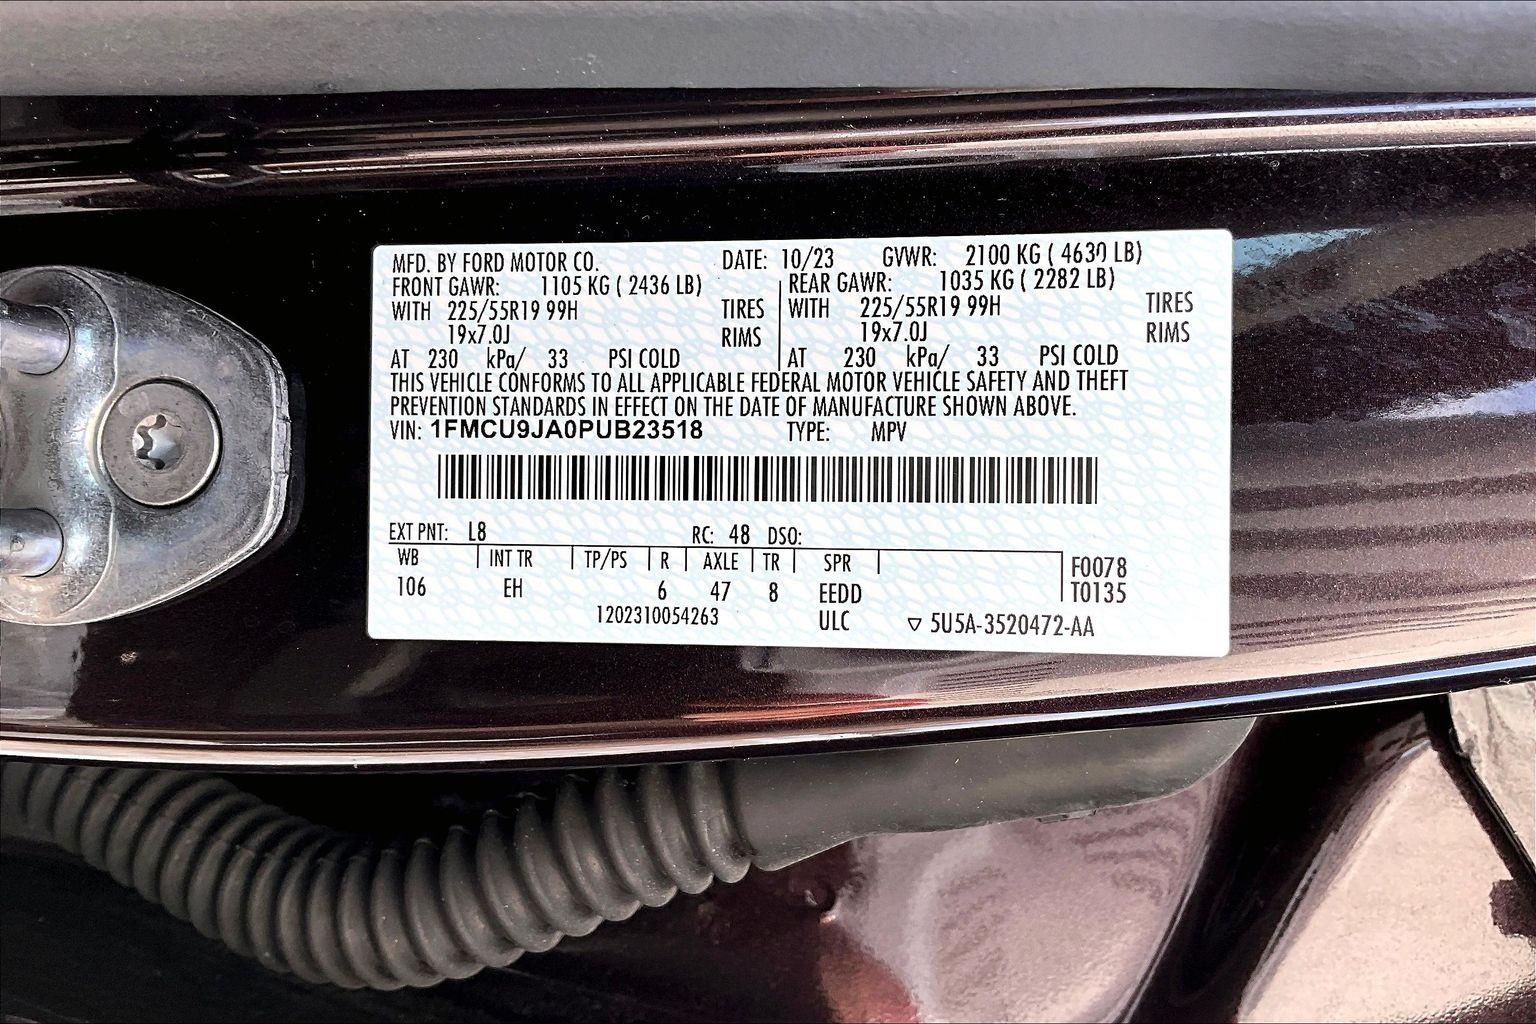 MFD. BY FORD MOTOR CO. DATE: 10/23 GVWR: 2100 KG ( 4630 LB)
FRONT GAWR: 1105 KG ( 2436 LB) REAR GAWR: 1035 KG ( 2282 LB)
WITH 225/55R19 99H TIRES WITH 225/55R19 99H TIRES
19x7.0J RIMS 19x7.0J RIMS
AT 230 kPa/ 33 PSI COLD AT 230 kPa/ 33 PSI COLD
THIS VEHICLE CONFORMS TO ALL APPLICABLE FEDERAL MOTOR VEHICLE SAFETY AND THEFT
PREVENTION STANDARDS IN EFFECT ON THE DATE OF MANUFACTURE SHOWN ABOVE.
VIN: 1FMCU9JA0PUB23518 TYPE: MPV
EXT PNT: L8 RC: 48 DSO:
WB INT TR TP/PS R AXLE TR SPR F0078
106 EH 6 47 8 EEDD T0135
1202310054263 ULC ▽ 5U5A-3520472-AA